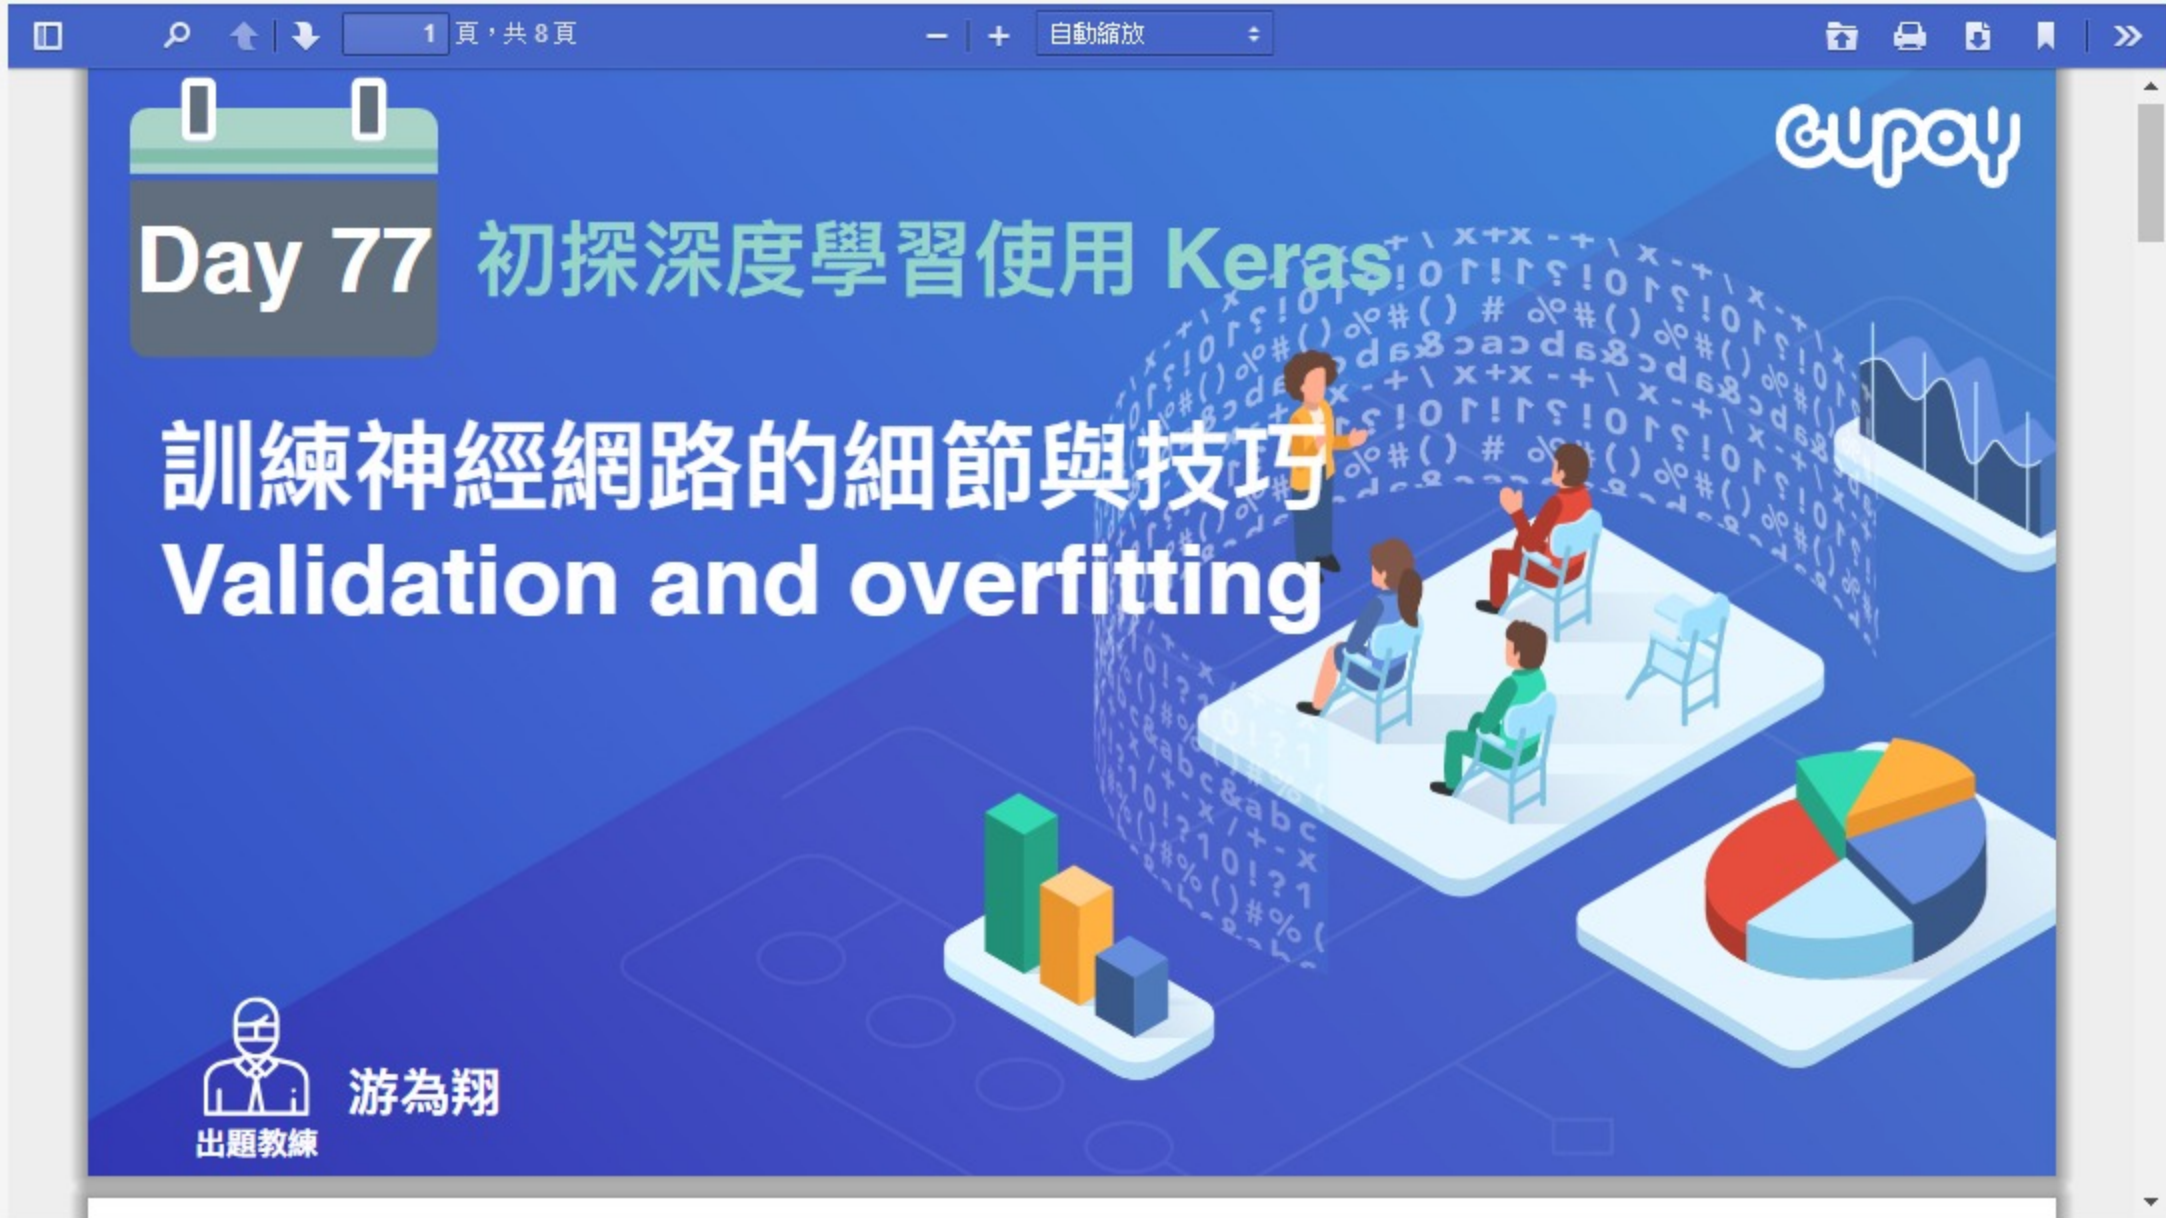 1 頁，共 8 頁
自動縮放
cupoy
Day 77
初探深度學習使用 Keras
訓練神經網路的細節與技巧
Validation and overfitting
游為翔
出題教練